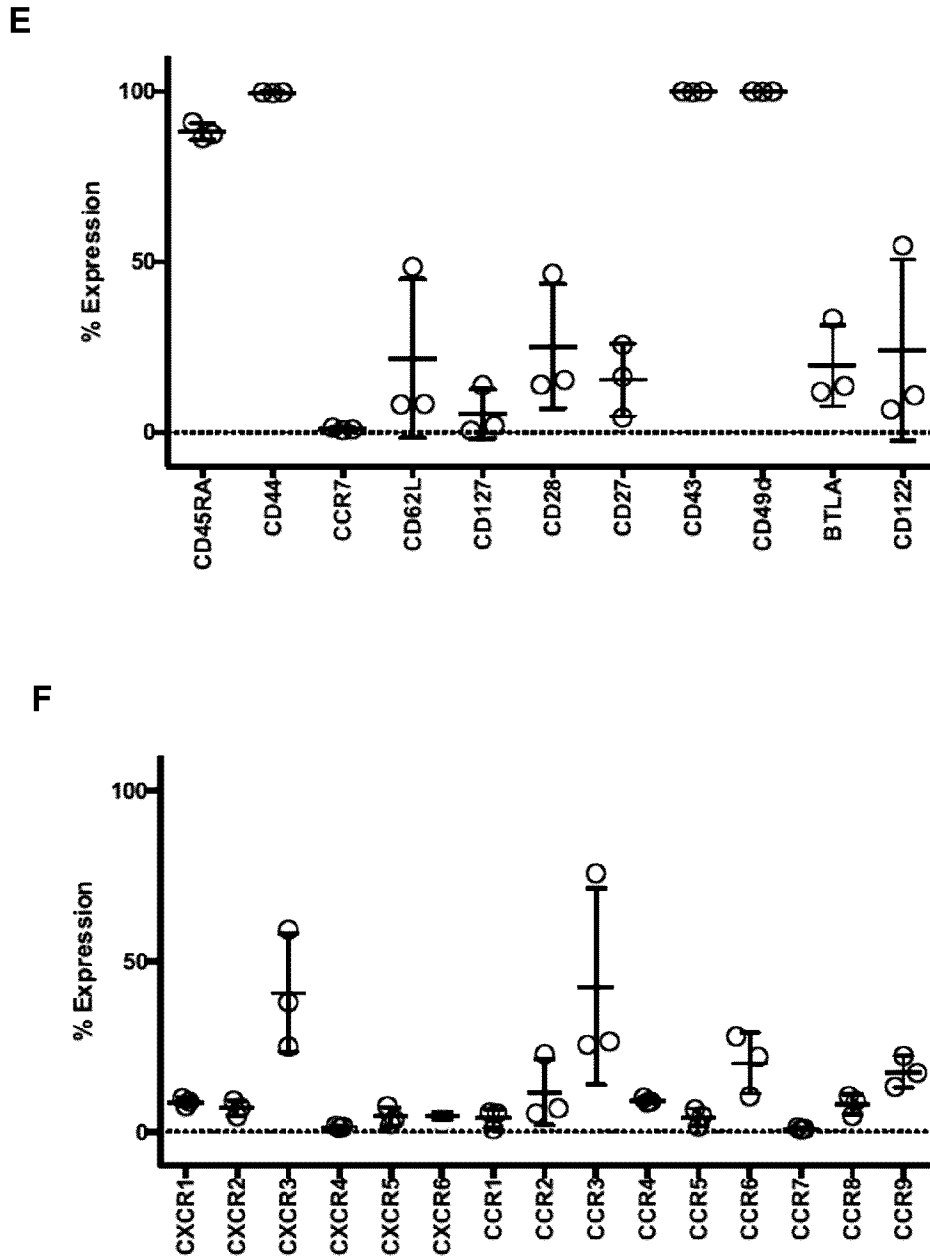 E
% Expression
100
50
0
CD45RA
CD44
CCR7
CD62L
CD127
CD128
CD27
CD43
CD49d
BTLA
CD122
F
% Expression
100
50
0
CXCR1
CXCR2
CXCR3
CXCR4
CXCR5
CXCR6
CCR1
CCR2
CCR3
CCR4
CCR5
CCR6
CCR7
CCR8
CCR9